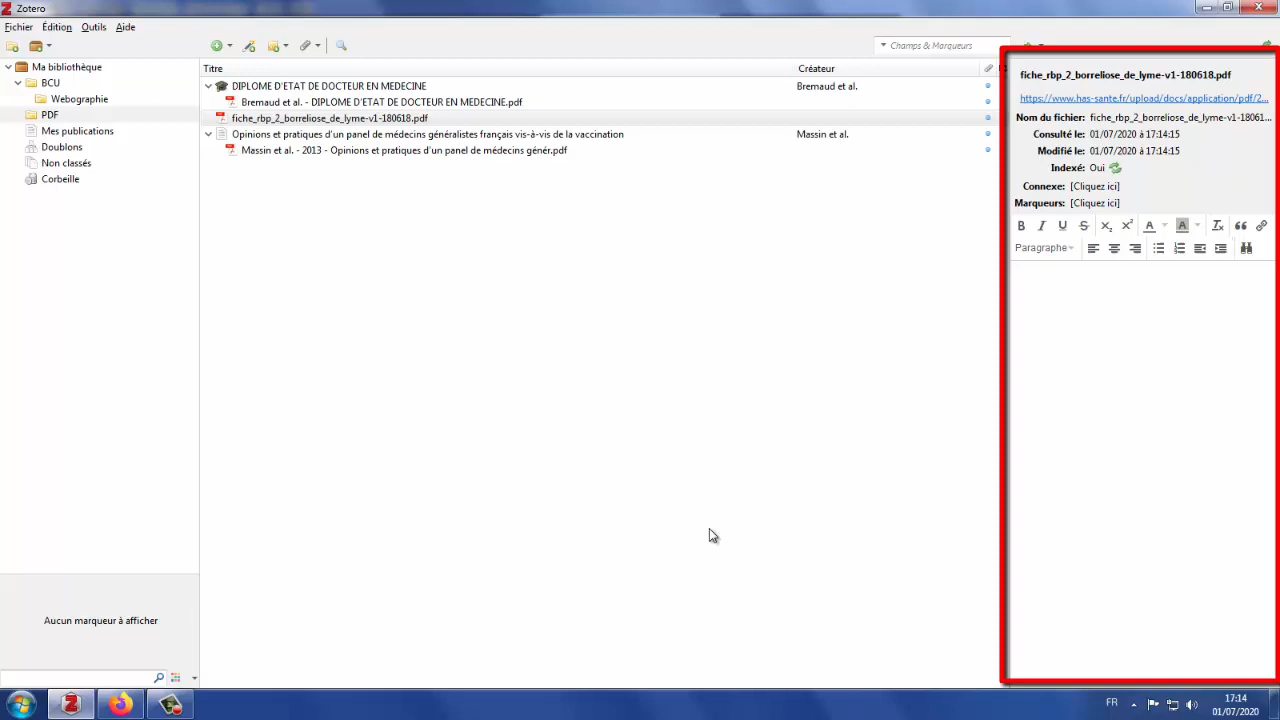 Zotero
Fichier Édition Outils Aide
Champs & Marqueurs
Ma bibliothèque
BCU
Webographie
PDF
Mes publications
Doublons
Non classés
Corbeille
Aucun marqueur à afficher
Titre Créateur
DIPLOME D'ETAT DE DOCTEUR EN MEDECINE Bremaud et al.
Bremaud et al. - DIPLOME D'ETAT DE DOCTEUR EN MEDECINE.pdf
fiche_rbp_2_borreliose_de_lyme-v1-180618.pdf
Opinions et pratiques d'un panel de médecins généralistes français vis-à-vis de la vaccination Massin et al.
Massin et al. - 2013 - Opinions et pratiques d'un panel de médecins génér.pdf
fiche_rbp_2_borreliose_de_lyme-v1-180618.pdf
https://www.has-sante.fr/upload/docs/application/pdf/2...
Nom du fichier: fiche_rbp_2_borreliose_de_lyme-v1-18061...
Consulté le: 01/07/2020 à 17:14:15
Modifié le: 01/07/2020 à 17:14:15
Indexé: Oui
Connexe: [Cliquez ici]
Marqueurs: [Cliquez ici]
Paragraphe
FR
17:14
01/07/2020